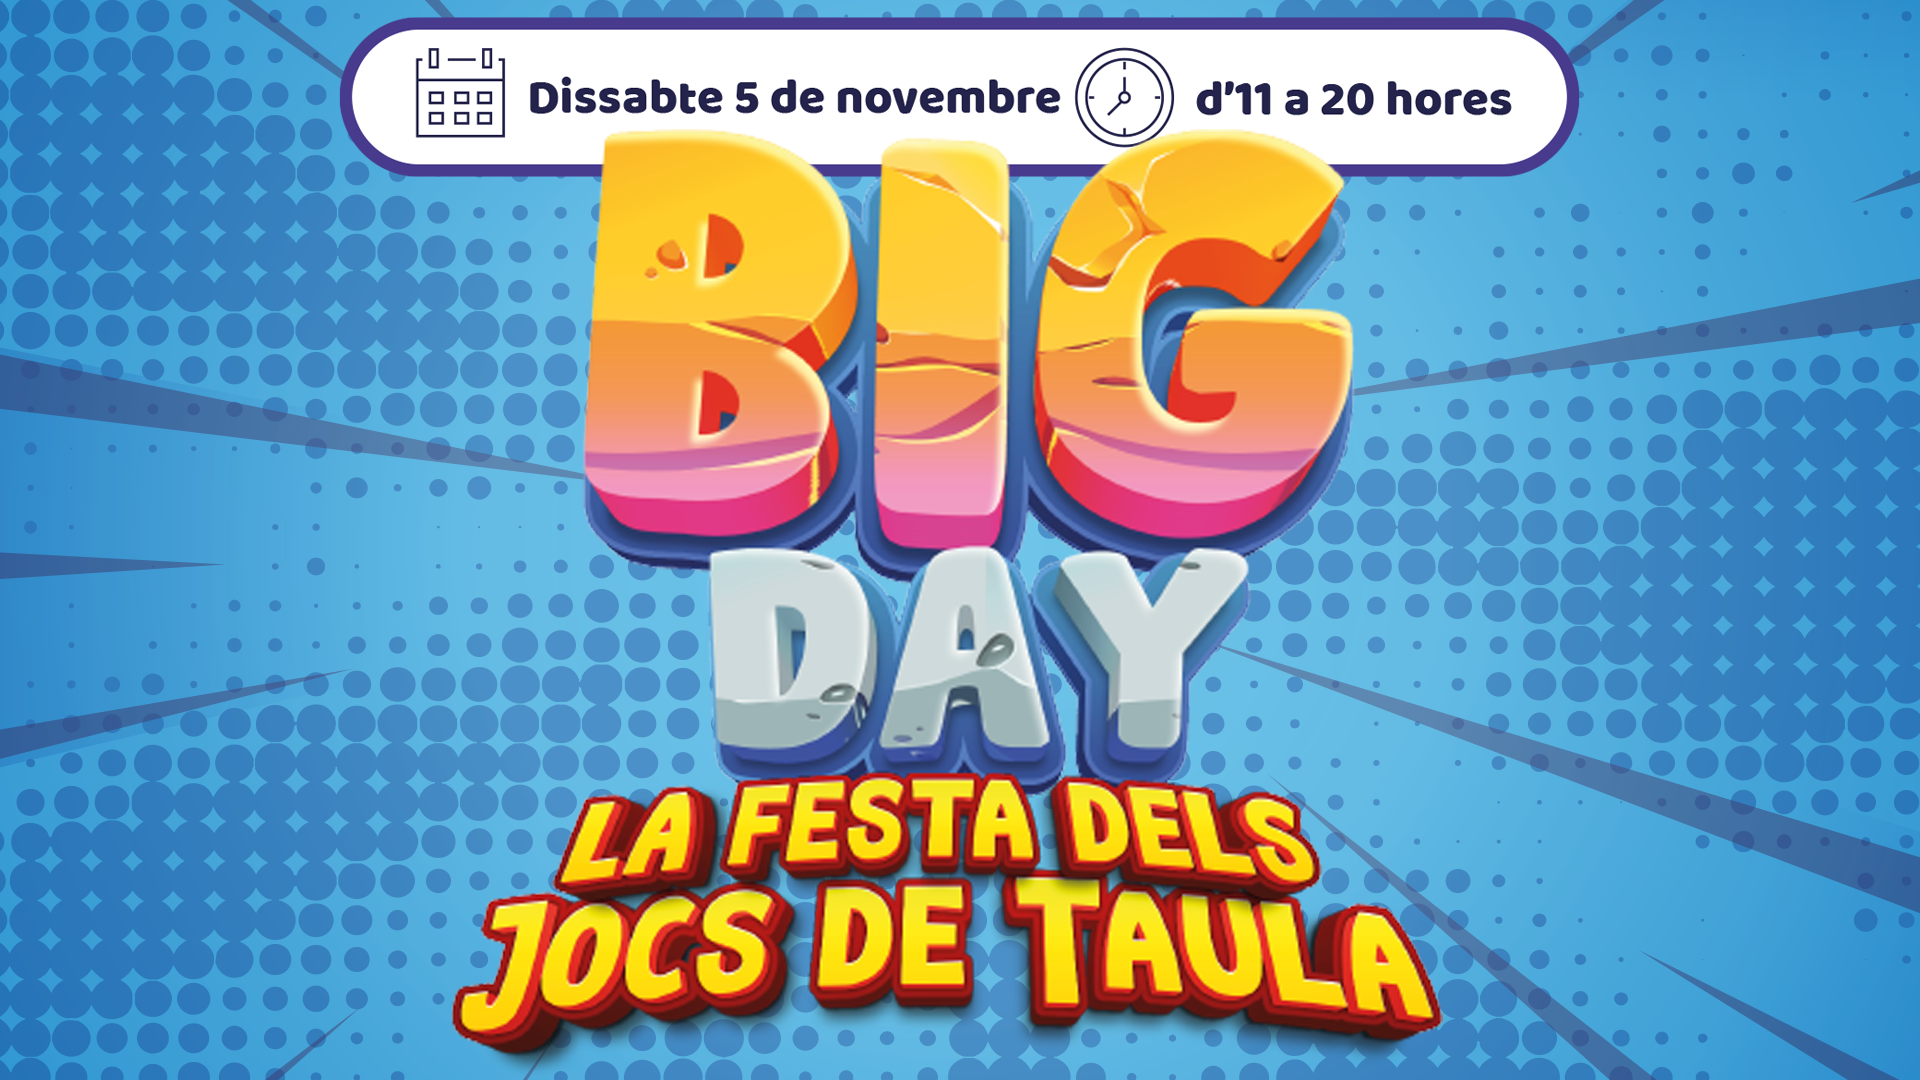 Dissabte 5 de novembre d'11 a 20 hores
BIG
DAY
LA FESTA DELS
JOCS DE TAULA